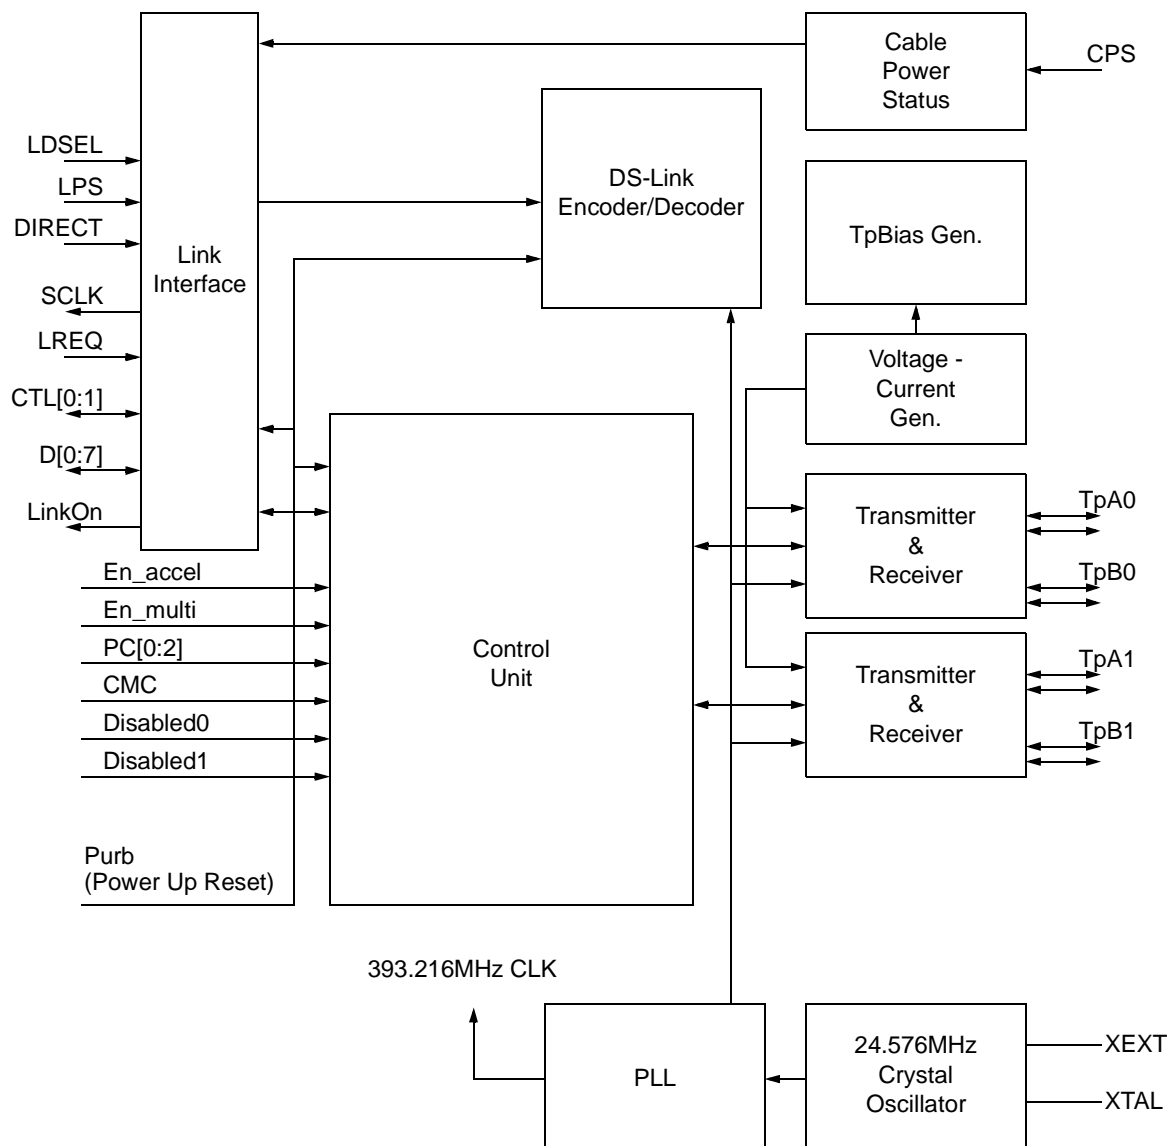 Cable
Power
Status
CPS
LDSEL
LPS
DIRECT
SCLK
LREQ
CTL[0:1]
D[0:7]
LinkOn
Link
Interface
DS-Link
Encoder/Decoder
TpBias Gen.
Voltage -
Current
Gen.
Transmitter
&
Receiver
TpA0
TpB0
En_accel
En_multi
PC[0:2]
CMC
Disabled0
Disabled1
Control
Unit
Transmitter
&
Receiver
TpA1
TpB1
Purb
(Power Up Reset)
393.216MHz CLK
PLL
24.576MHz
Crystal
Oscillator
XEXT
XTAL